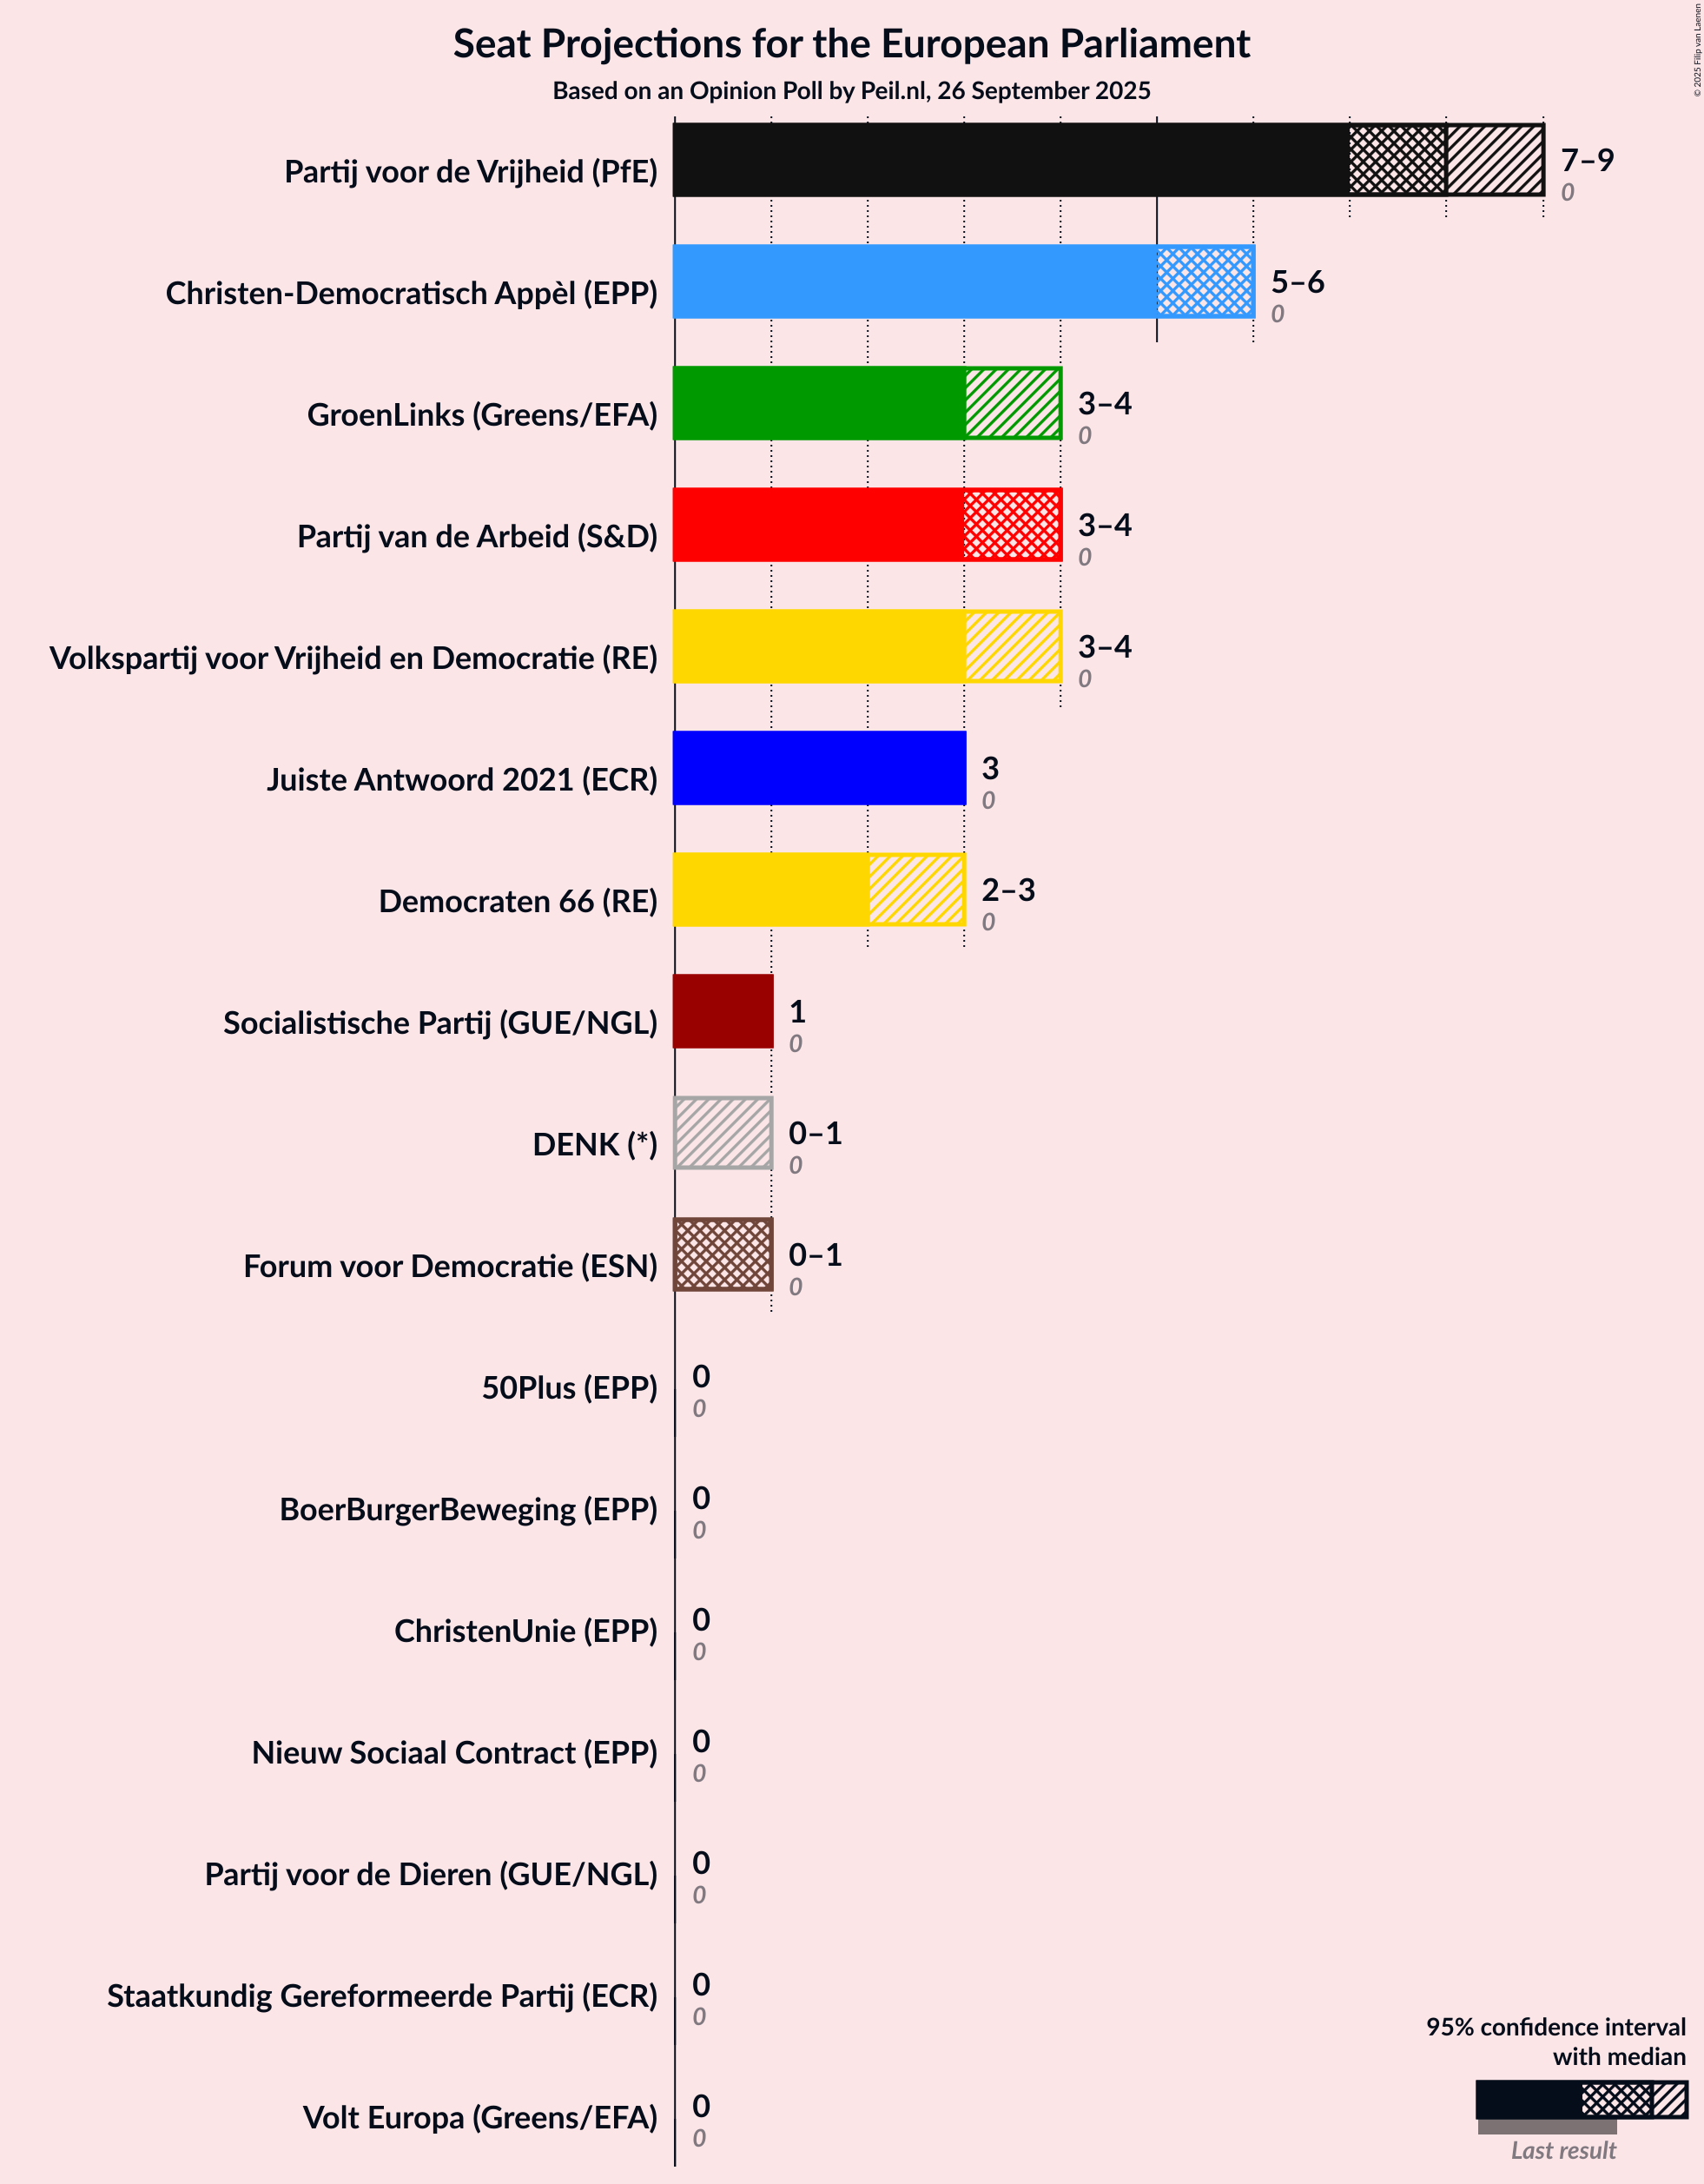 Seat Projections for the European Parliament
Based on an Opinion Poll by Peil.nl, 26 September 2025
© 2025 Filip van Laenen
Partij voor de Vrijheid (PfE)
7–9
0
Christen-Democratisch Appèl (EPP)
5–6
0
GroenLinks (Greens/EFA)
3–4
0
Partij van de Arbeid (S&D)
3–4
0
Volkspartij voor Vrijheid en Democratie (RE)
3–4
0
Juiste Antwoord 2021 (ECR)
3
0
Democraten 66 (RE)
2–3
0
Socialistische Partij (GUE/NGL)
1
0
DENK (*)
0–1
0
Forum voor Democratie (ESN)
0–1
0
50Plus (EPP)
0
0
BoerBurgerBeweging (EPP)
0
0
ChristenUnie (EPP)
0
0
Nieuw Sociaal Contract (EPP)
0
0
Partij voor de Dieren (GUE/NGL)
0
0
Staatkundig Gereformeerde Partij (ECR)
0
0
Volt Europa (Greens/EFA)
0
0
95% confidence interval
with median
Last result